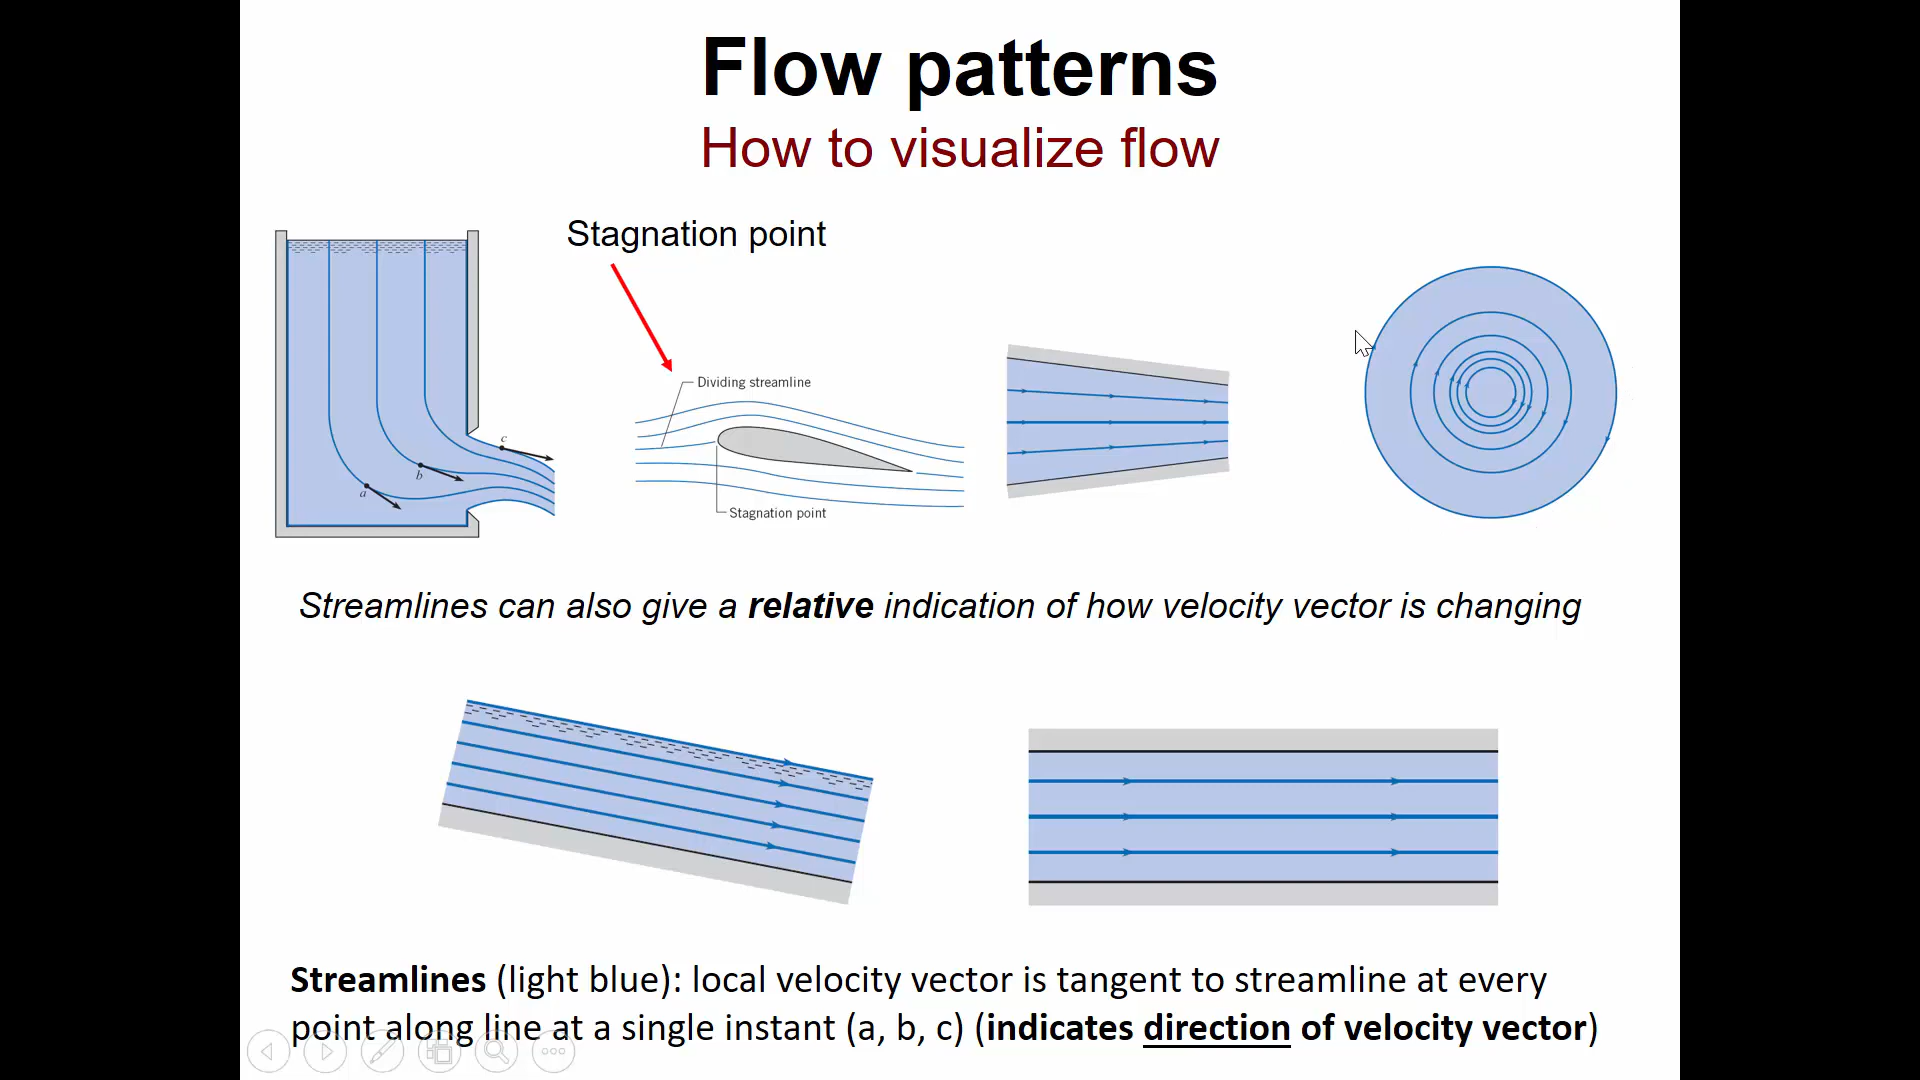 Flow patterns
How to visualize flow
Stagnation point
Dividing streamline
c
b
a
Stagnation point
Streamlines can also give a relative indication of how velocity vector is changing
Streamlines (light blue): local velocity vector is tangent to streamline at every
point along line at a single instant (a, b, c) (indicates direction of velocity vector)